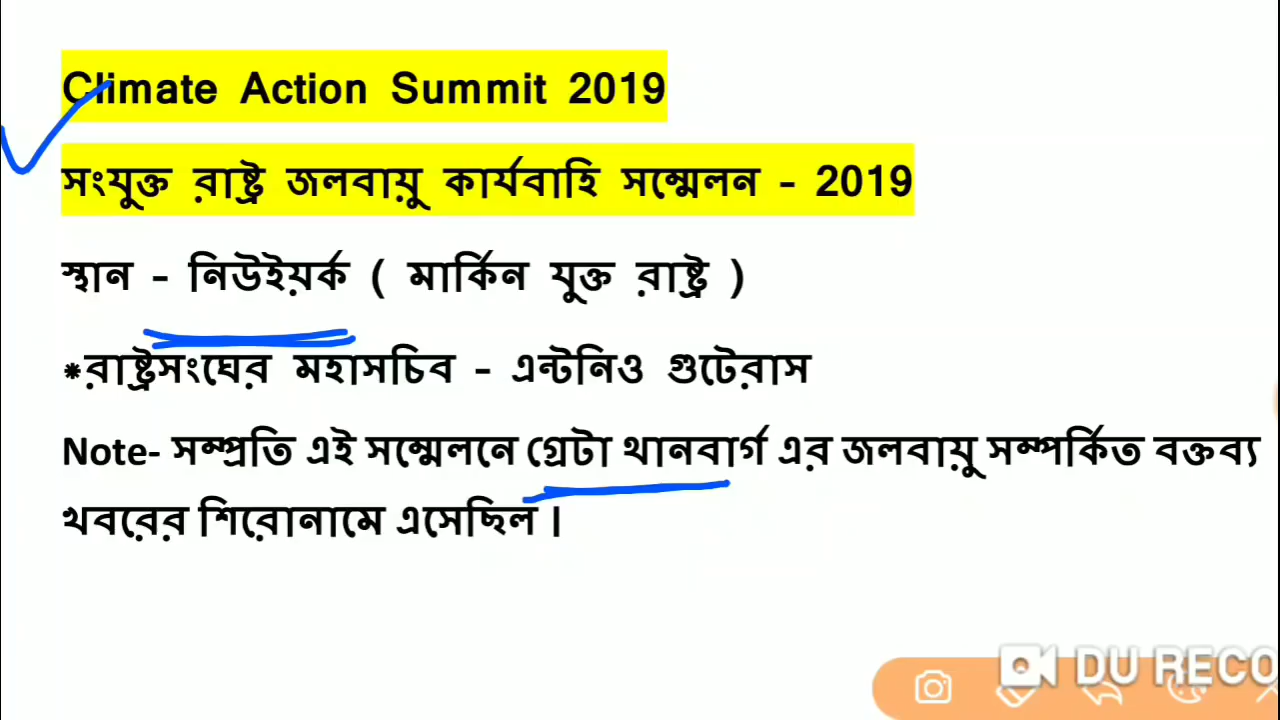 Climate Action Summit 2019
সংযুক্ত রাষ্ট্র জলবায়ু কার্যবাহি সম্মেলন - 2019
স্থান - নিউইয়র্ক ( মার্কিন যুক্ত রাষ্ট্র )
*রাষ্ট্রসংঘের মহাসচিব - এন্টনিও গুটেরাস
Note- সম্প্রতি এই সম্মেলনে গ্রেটা থানবার্গ এর জলবায়ু সম্পর্কিত বক্তব্য
খবরের শিরোনামে এসেছিল।
DU RECO